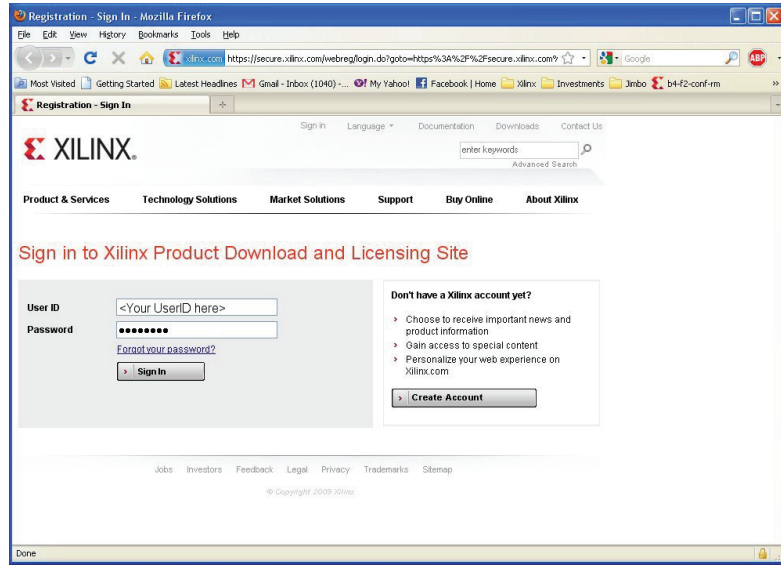 Registration - Sign In - Mozilla Firefox
File Edit View History Bookmarks Tools Help
xilinx.com https://secure.xilinx.com/webreg/login.do?goto=https%3A%2F%2Fsecure.xilinx.com% Google ABP
Most Visited Getting Started Latest Headlines Gmail - Inbox (1040) -... My Yahoo! Facebook | Home Xilinx Investments Jimbo b4-f2-conf-rm »
Registration - Sign In
Sign in Language Documentation Downloads Contact Us
XILINX®
enter keywords
Advanced Search
Product & Services Technology Solutions Market Solutions Support Buy Online About Xilinx
Sign in to Xilinx Product Download and Licensing Site
User ID <Your UserID here>
Password ●●●●●●●●
Forgot your password?
Sign In
Don't have a Xilinx account yet?
Choose to receive important news and
product information
Gain access to special content
Personalize your web experience on
Xilinx.com
Create Account
Jobs Investors Feedback Legal Privacy Trademarks Sitemap
© Copyright 2009 Xilinx
Done